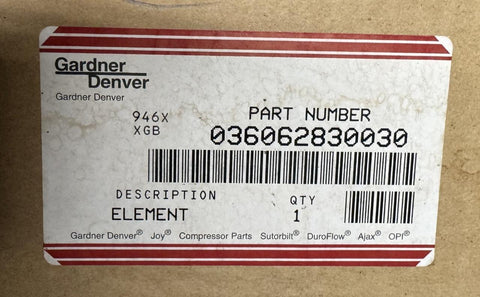 Gardner
Denver
Gardner Denver
946X
XGB
PART NUMBER
036062830030
DESCRIPTION
ELEMENT
QTY
1
Gardner Denver® Joy® Compressor Parts Sutorbilt® DuroFlow® Ajax® OPI®